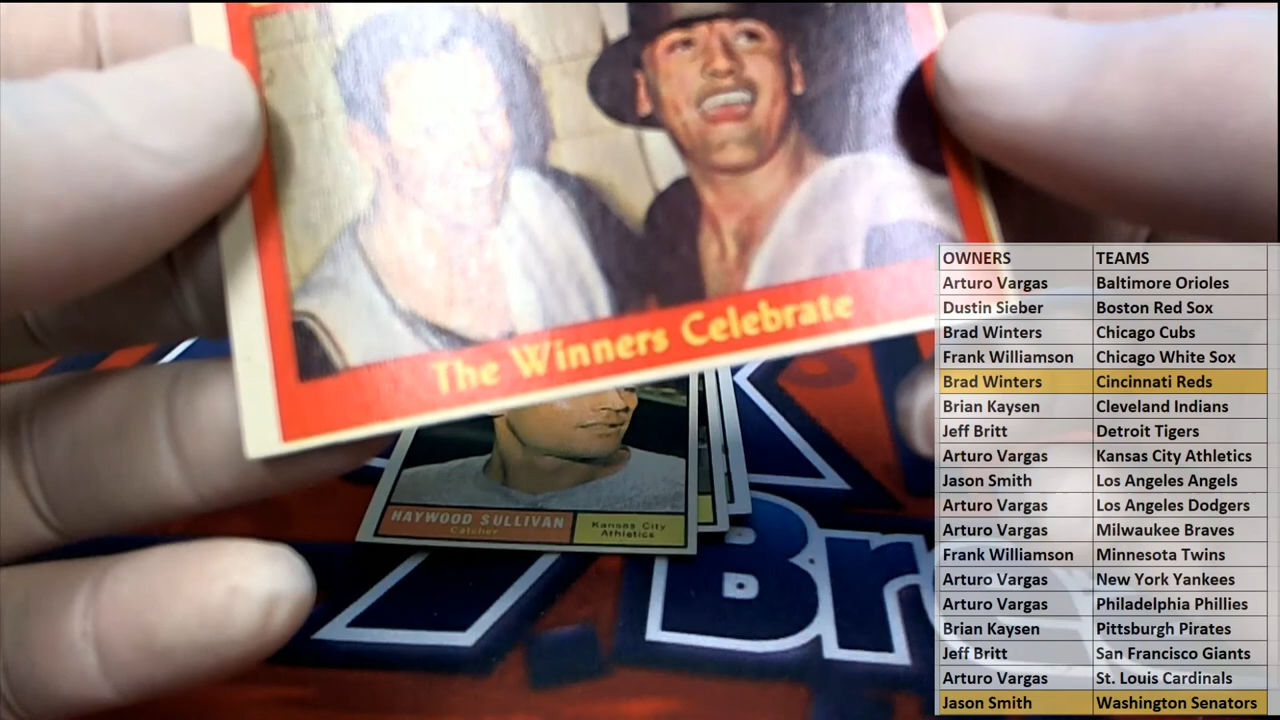 The Winners Celebrate
HAYWOOD SULLIVAN
Catcher
Kansas City
Athletics
Br
OWNERS TEAMS
Arturo Vargas Baltimore Orioles
Dustin Sieber Boston Red Sox
Brad Winters Chicago Cubs
Frank Williamson Chicago White Sox
Brad Winters Cincinnati Reds
Brian Kaysen Cleveland Indians
Jeff Britt Detroit Tigers
Arturo Vargas Kansas City Athletics
Jason Smith Los Angeles Angels
Arturo Vargas Los Angeles Dodgers
Arturo Vargas Milwaukee Braves
Frank Williamson Minnesota Twins
Arturo Vargas New York Yankees
Arturo Vargas Philadelphia Phillies
Brian Kaysen Pittsburgh Pirates
Jeff Britt San Francisco Giants
Arturo Vargas St. Louis Cardinals
Jason Smith Washington Senators